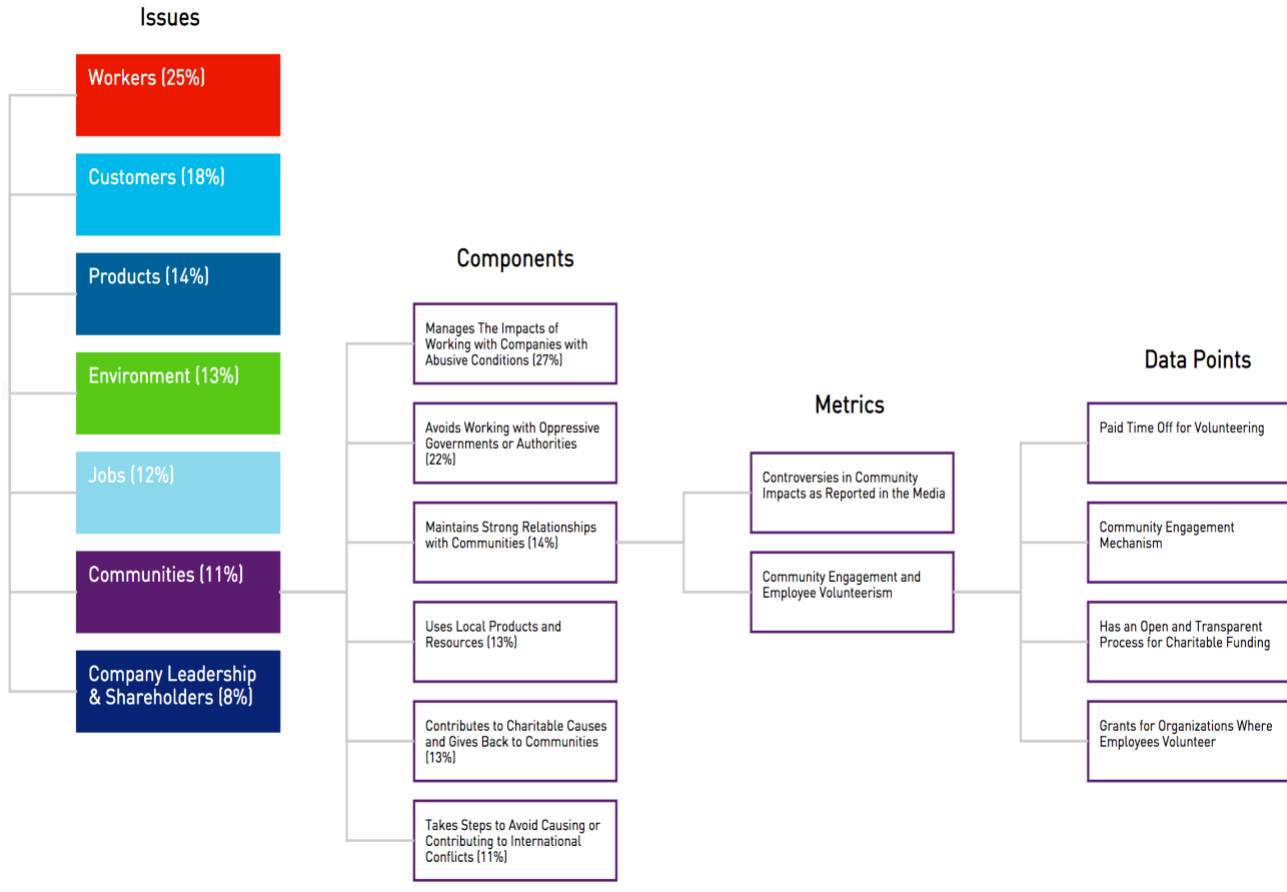 Issues
Workers (25%)
Customers (18%)
Products (14%)
Environment (13%)
Jobs (12%)
Communities (11%)
Company Leadership
& Shareholders (8%)
Components
Manages The Impacts of
Working with Companies with
Abusive Conditions (27%)
Avoids Working with Oppressive
Governments or Authorities
(22%)
Maintains Strong Relationships
with Communities (14%)
Uses Local Products and
Resources (13%)
Contributes to Charitable Causes
and Gives Back to Communities
(13%)
Takes Steps to Avoid Causing or
Contributing to International
Conflicts (11%)
Metrics
Controversies in Community
Impacts as Reported in the Media
Community Engagement and
Employee Volunteerism
Data Points
Paid Time Off for Volunteering
Community Engagement
Mechanism
Has an Open and Transparent
Process for Charitable Funding
Grants for Organizations Where
Employees Volunteer